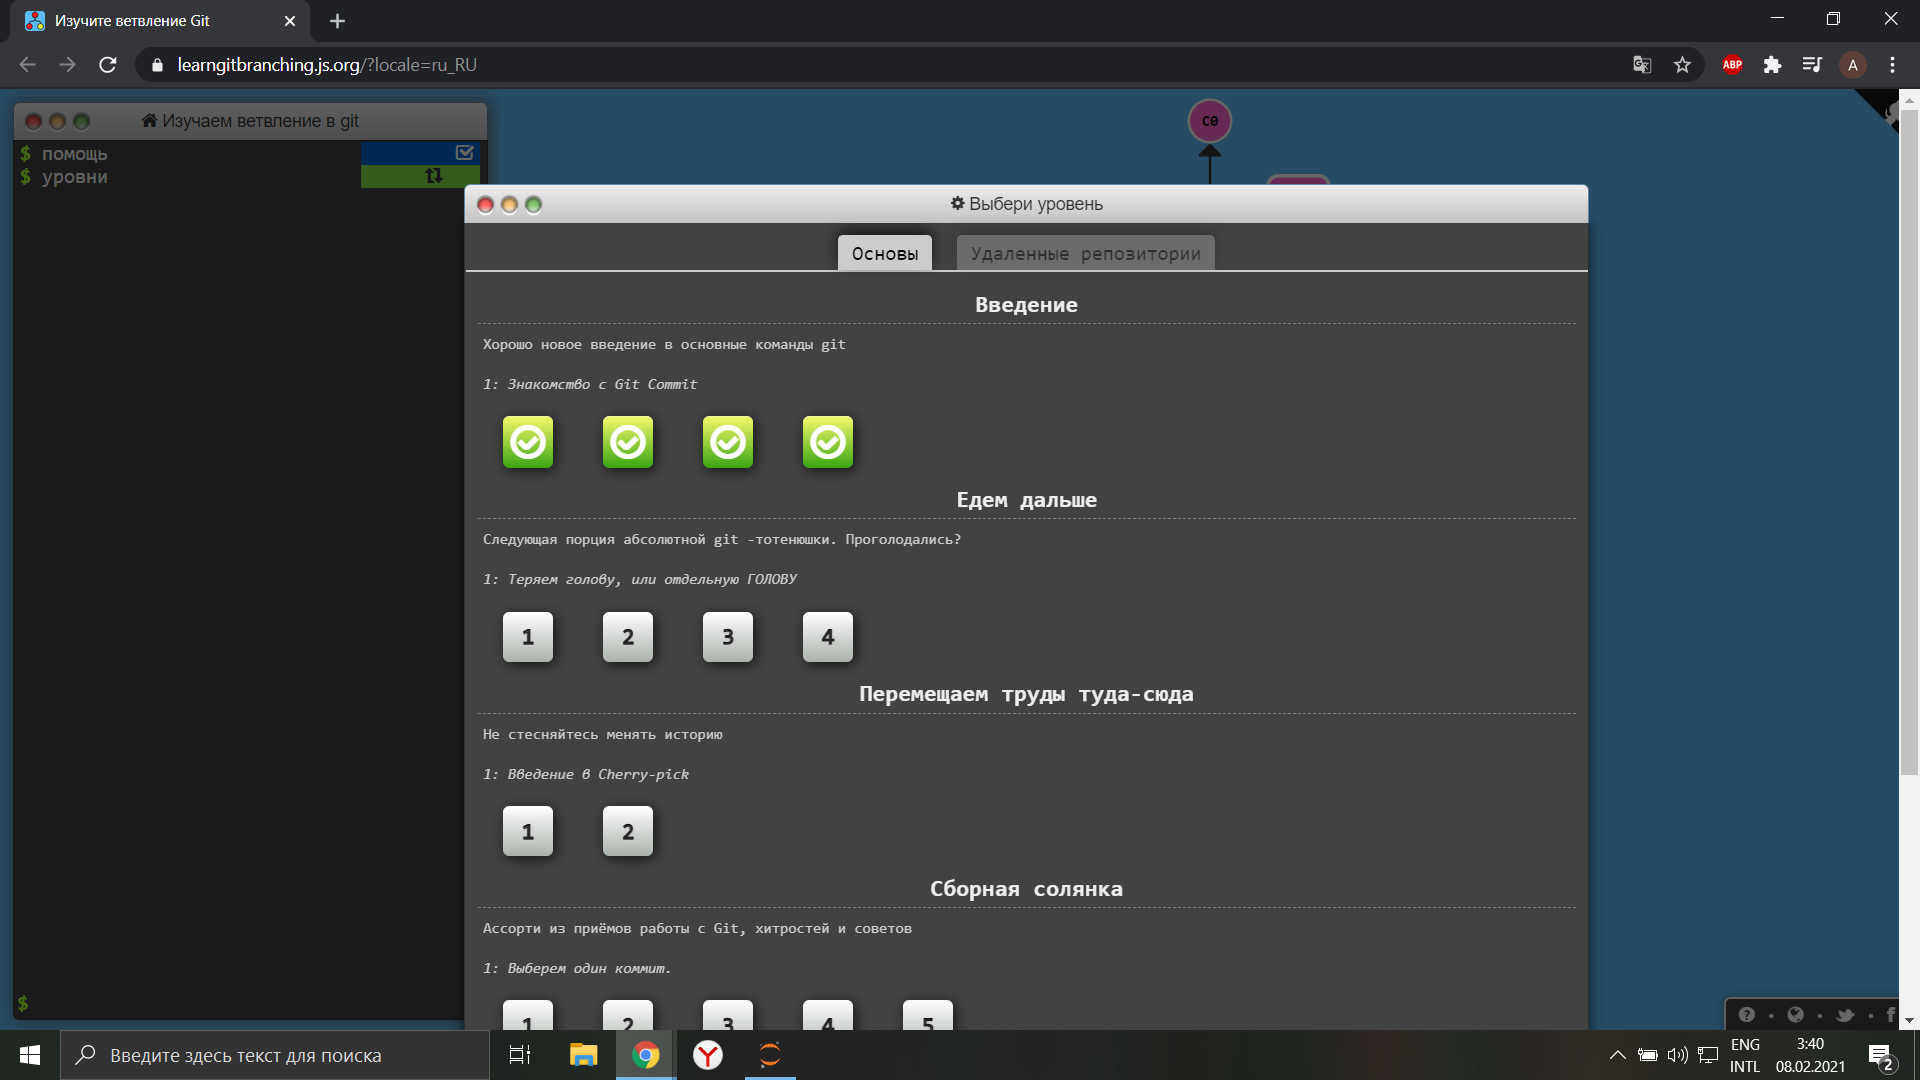 Изучите ветвление Git
learngitbranching.js.org/?locale=ru_RU
ABP
A
Изучаем ветвление в git
$ помощь
$ уровни
$
C0
Выбери уровень
Основы
Удаленные репозитории
Введение
Хорошо новое введение в основные команды git
1: Знакомство с Git Commit
Едем дальше
Следующая порция абсолютной git -тотенюшки. Проголодались?
1: Теряем голову, или отдельную ГОЛОВУ
1 2 3 4
Перемещаем труды туда-сюда
Не стесняйтесь менять историю
1: Введение в Cherry-pick
1 2
Сборная солянка
Ассорти из приёмов работы с Git, хитростей и советов
1: Выберем один коммит.
1 2 3 4 5
Введите здесь текст для поиска
ENG
INTL
3:40
08.02.2021
2